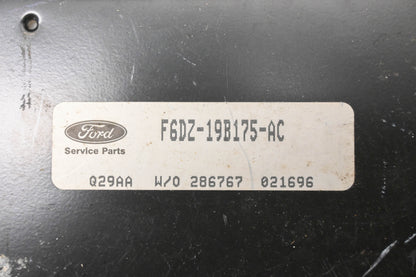 Ford
F6DZ-19B175-AC
Service Parts
Q29AA W/O 286767 021696